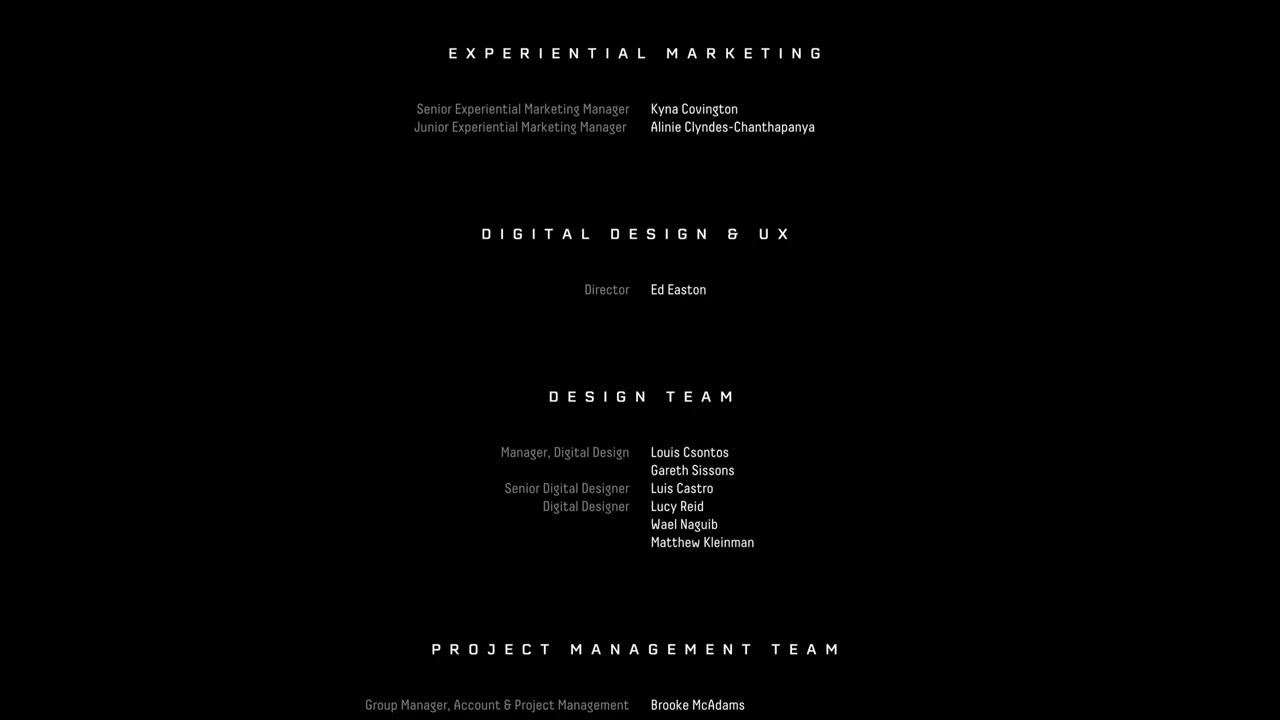 EXPERIENTIAL MARKETING
Senior Experiential Marketing Manager Kyna Covington
Junior Experiential Marketing Manager Alinie Clyndes-Chanthapanya
DIGITAL DESIGN & UX
Director Ed Easton
DESIGN TEAM
Manager, Digital Design Louis Csontos
Gareth Sissons
Senior Digital Designer Luis Castro
Digital Designer Lucy Reid
Wael Naguib
Matthew Kleinman
PROJECT MANAGEMENT TEAM
Group Manager, Account & Project Management Brooke McAdams